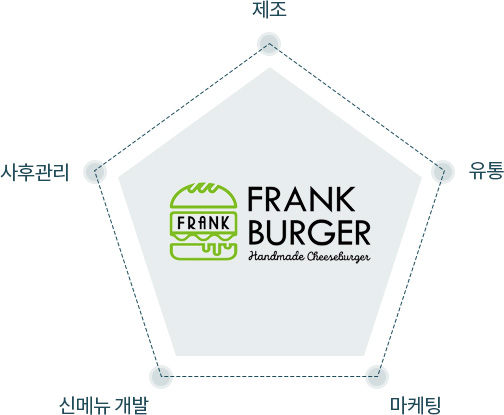 제조
사후관리
유통
FRANK
FRANK
BURGER
Handmade Cheeseburger
신메뉴 개발
마케팅